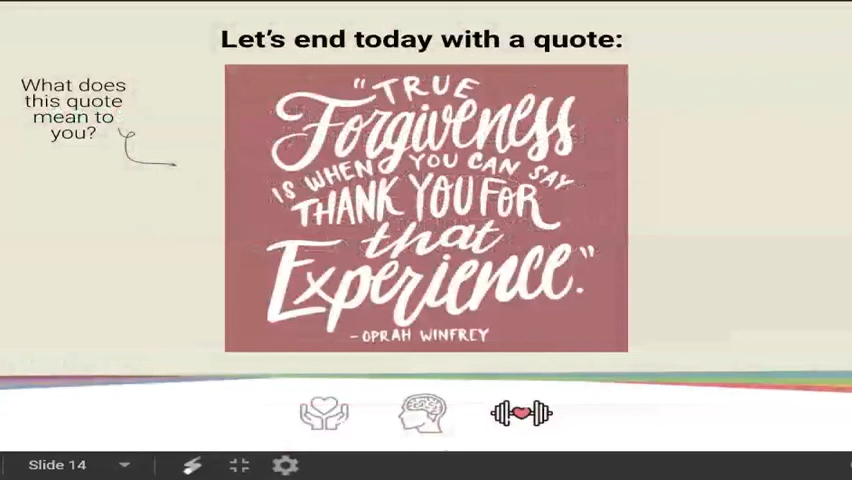 Let's end today with a quote:
What does
this quote
mean to
you?
"TRUE
Forgiveness
IS WHEN YOU CAN SAY
THANK YOU FOR
that
Experience."
- OPRAH WINFREY
Slide 14